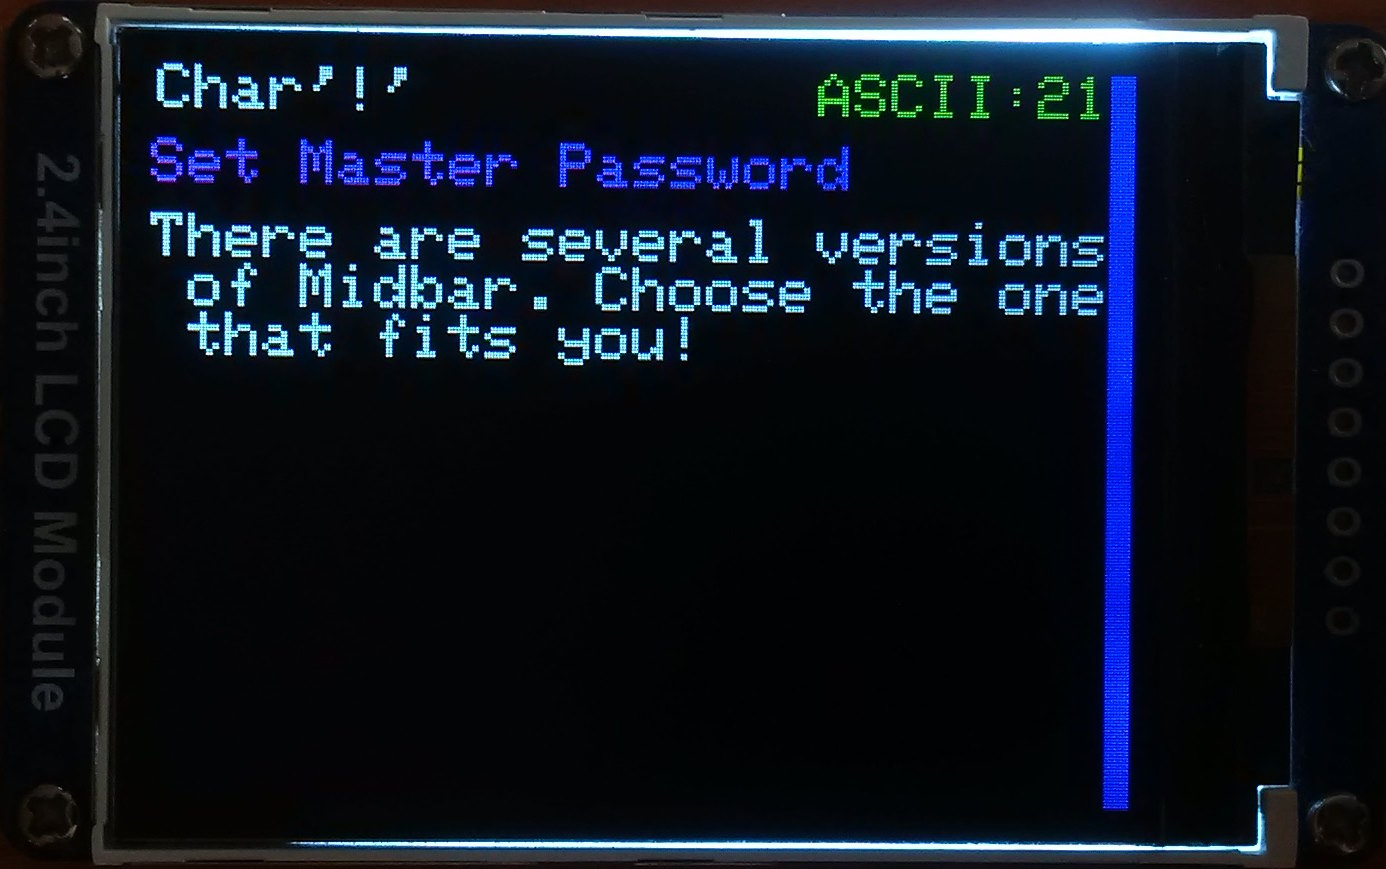 Char'!' ASCII:21
Set Master Password
There are several versions
of Midbar. Choose the one
that fits you!
2.4inch LCD Module